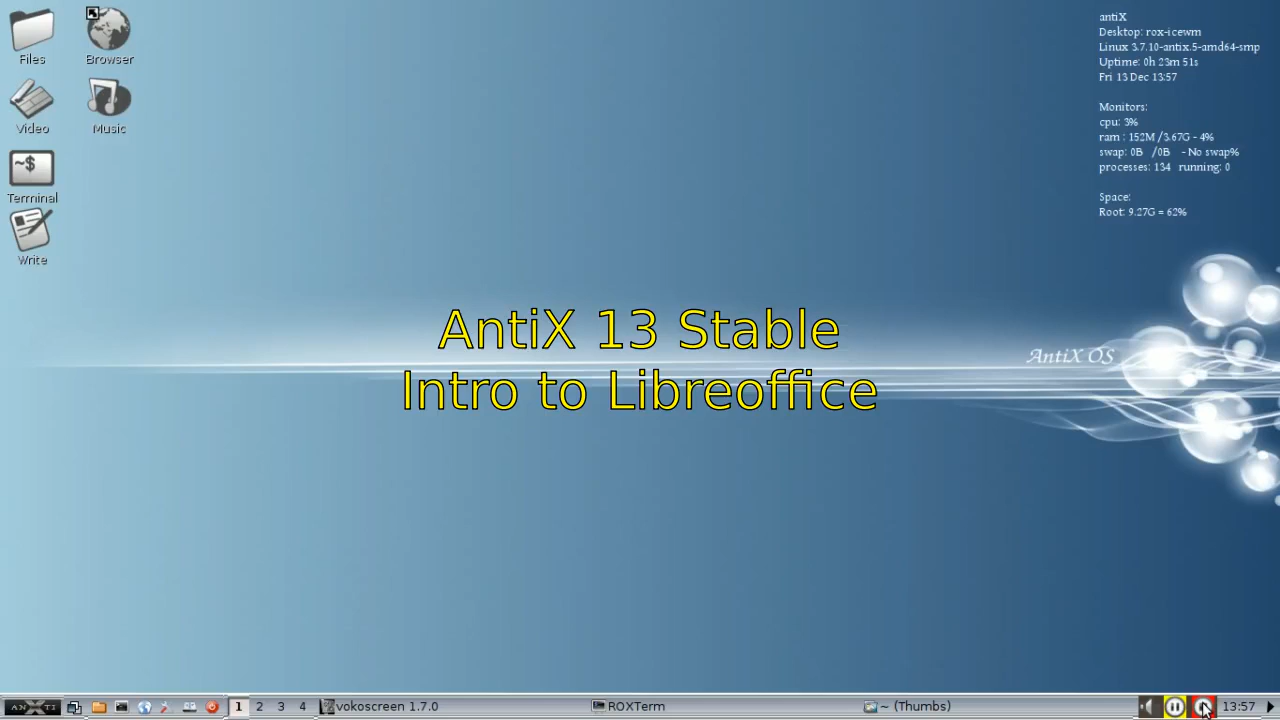 Files
Browser
Video
Music
~$
Terminal
Write
antiX
Desktop: rox-icewm
Linux 3.7.10-antix.5-amd64-smp
Uptime: 0h 23m 51s
Fri 13 Dec 13:57
Monitors:
cpu: 3%
ram : 152M /3.67G - 4%
swap: 0B /0B - No swap%
processes: 134 running: 0
Space:
Root: 9.27G = 62%
AntiX OS
AntiX 13 Stable
Intro to Libreoffice
ANTI 1 2 3 4 vokoscreen 1.7.0 ROXTerm ~ (Thumbs) 13:57